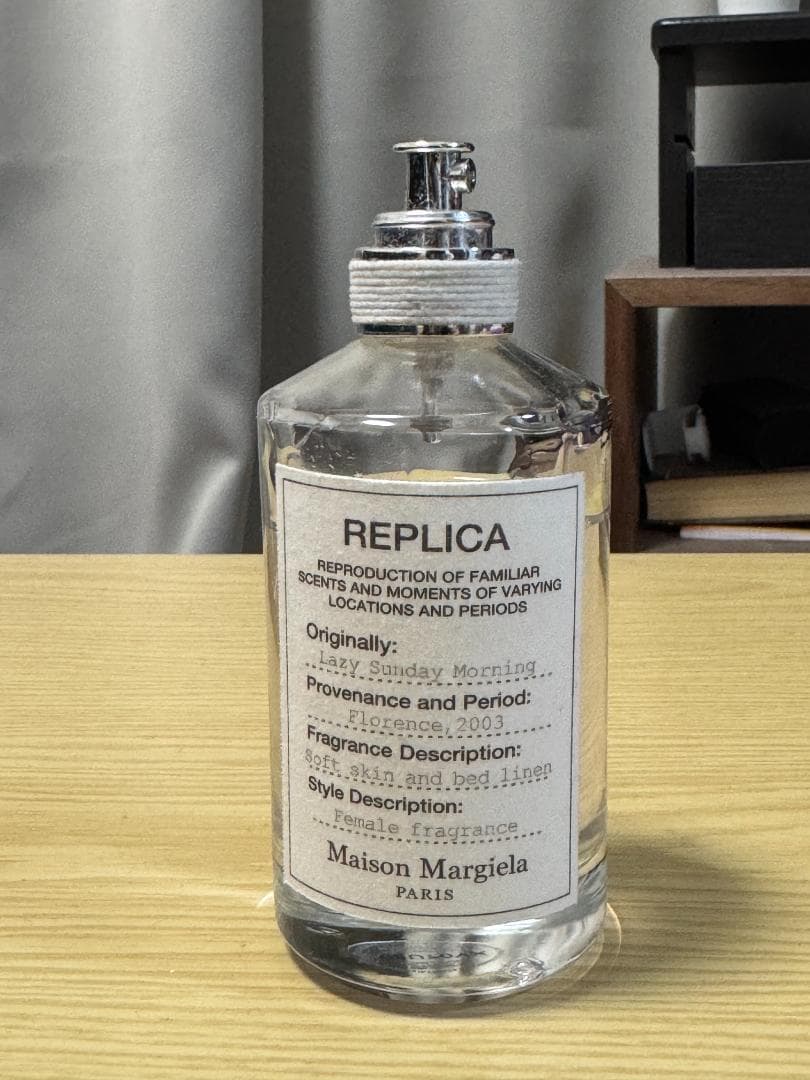 REPLICA
REPRODUCTION OF FAMILIAR
SCENTS AND MOMENTS OF VARYING
LOCATIONS AND PERIODS
Originally:
Lazy Sunday Morning
Provenance and Period:
Florence, 2003
Fragrance Description:
Soft skin and bed linen
Style Description:
Female fragrance
Maison Margiela
PARIS